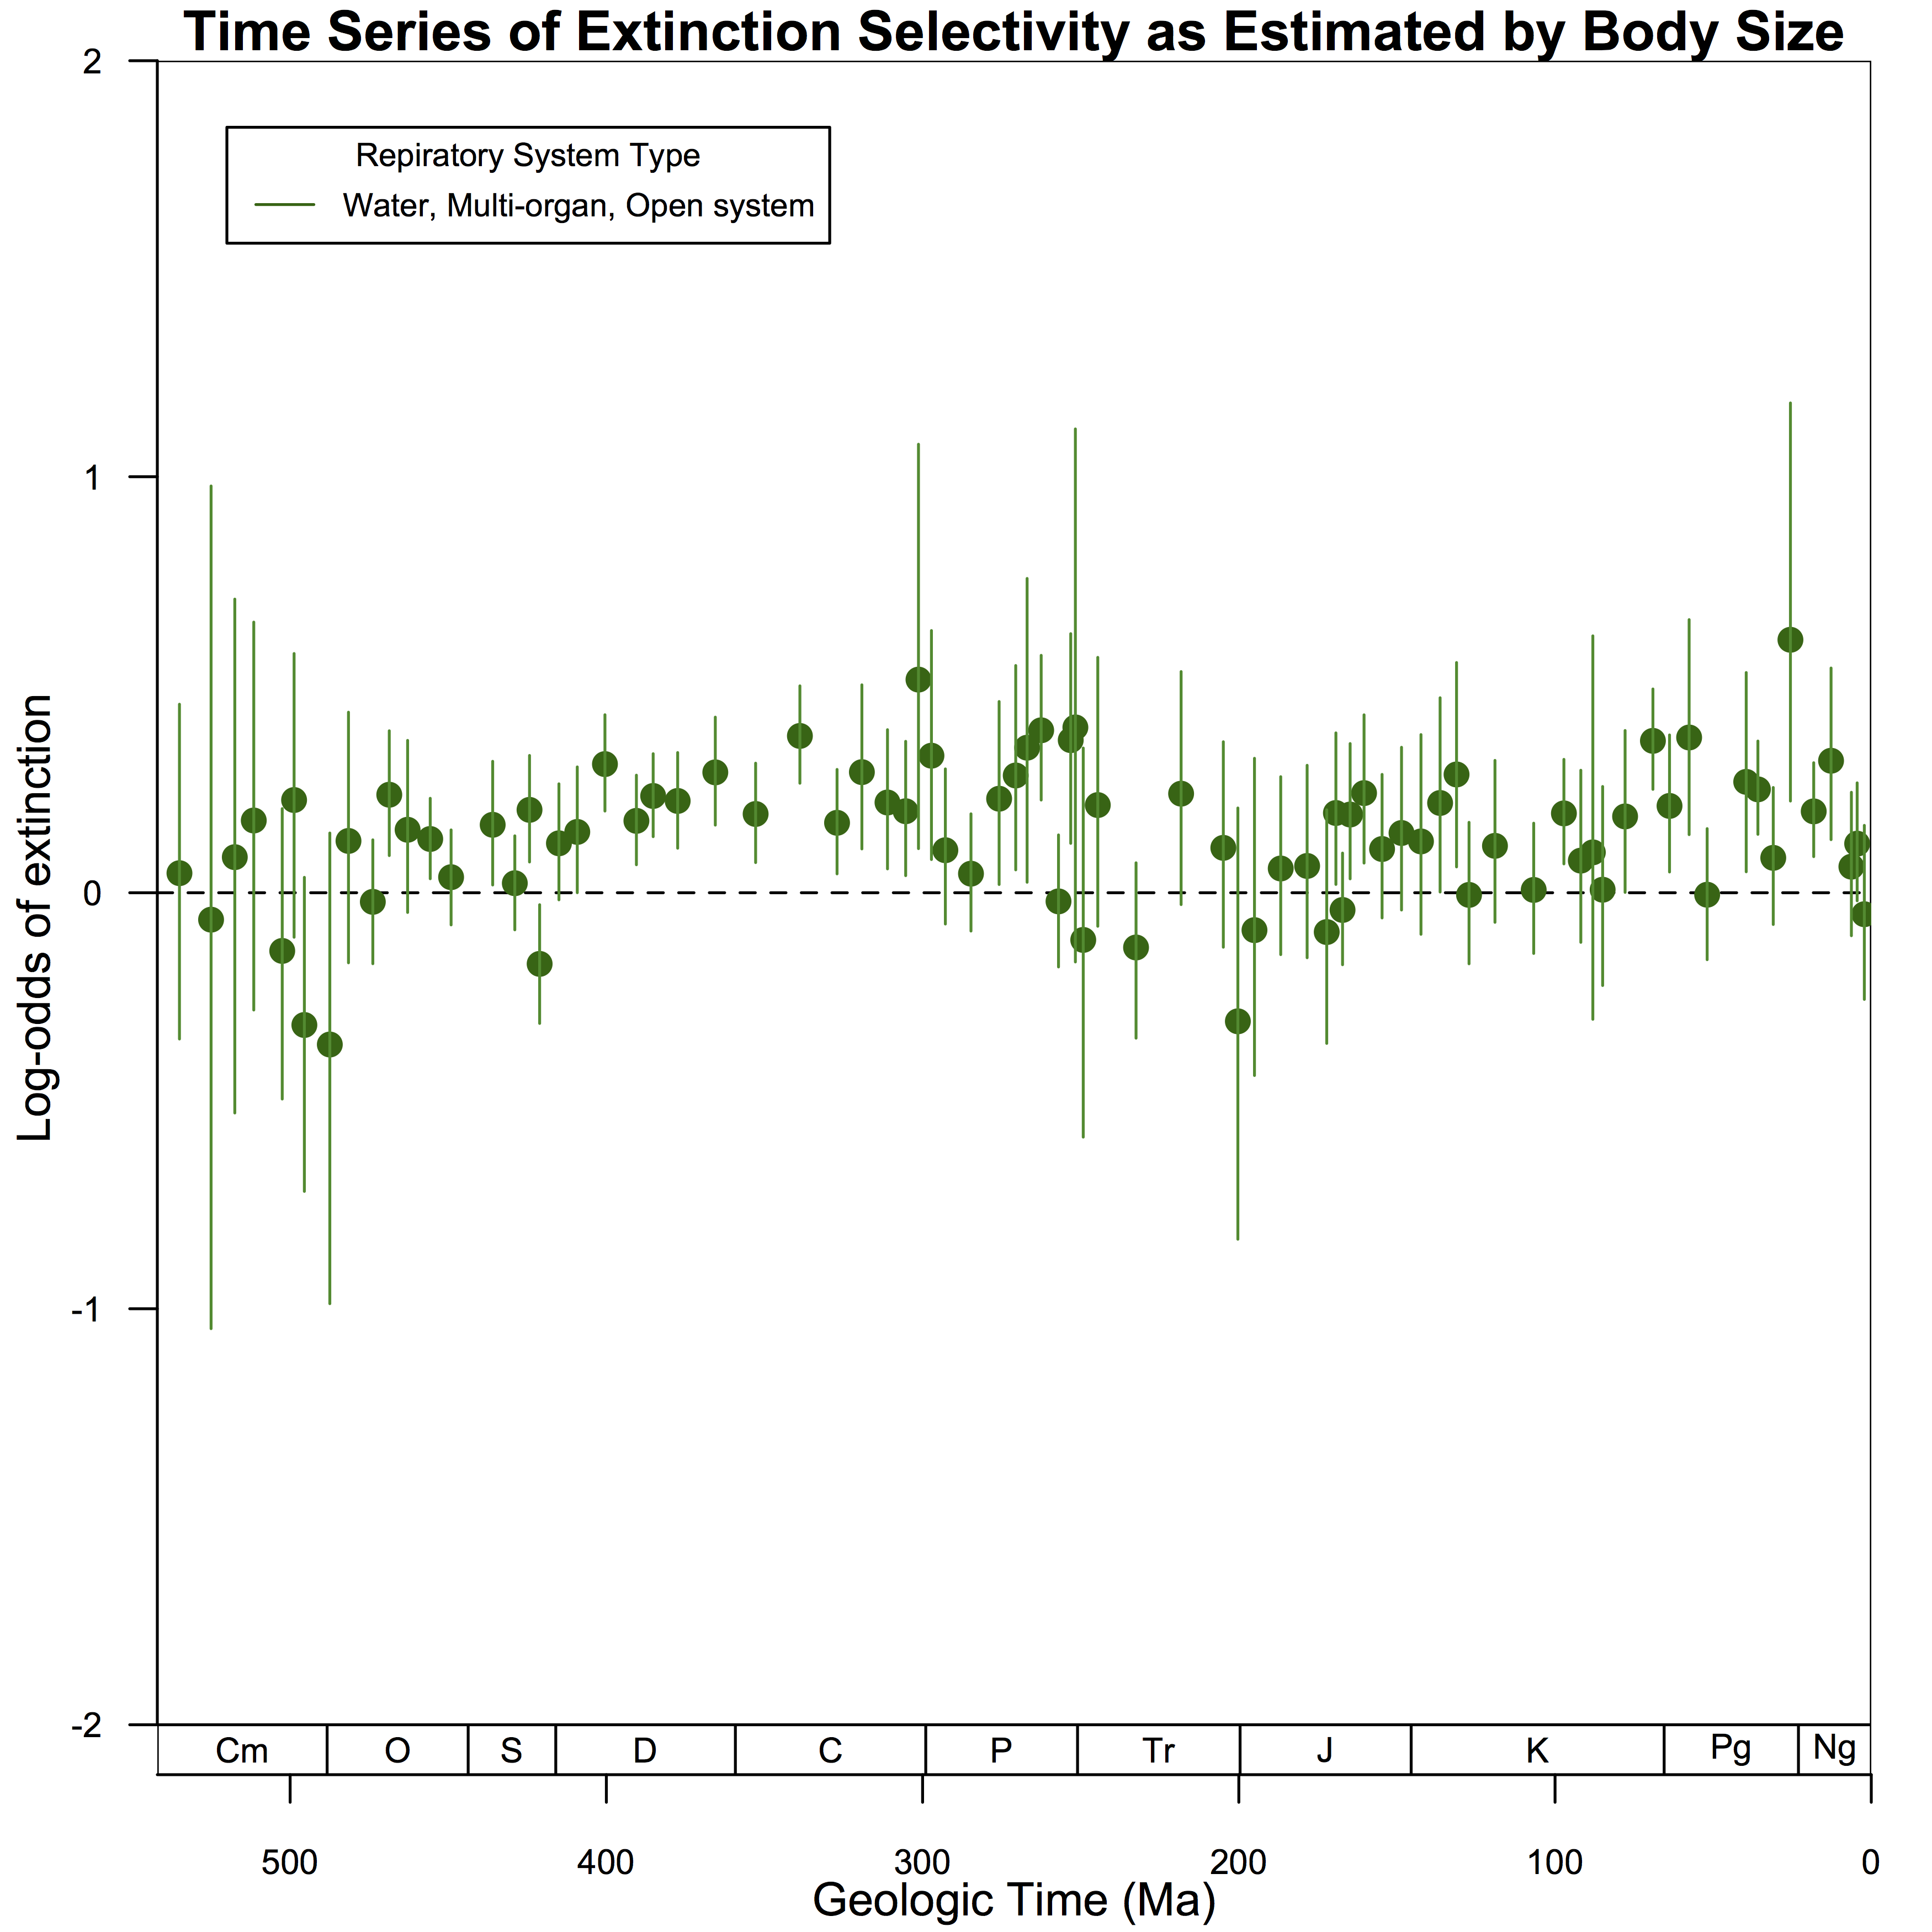 Time Series of Extinction Selectivity as Estimated by Body Size
2
1
0
-1
-2
Log-odds of extinction
Repiratory System Type
Water, Multi-organ, Open system
Cm O S D C P Tr J K Pg Ng
500 400 300 200 100 0
Geologic Time (Ma)